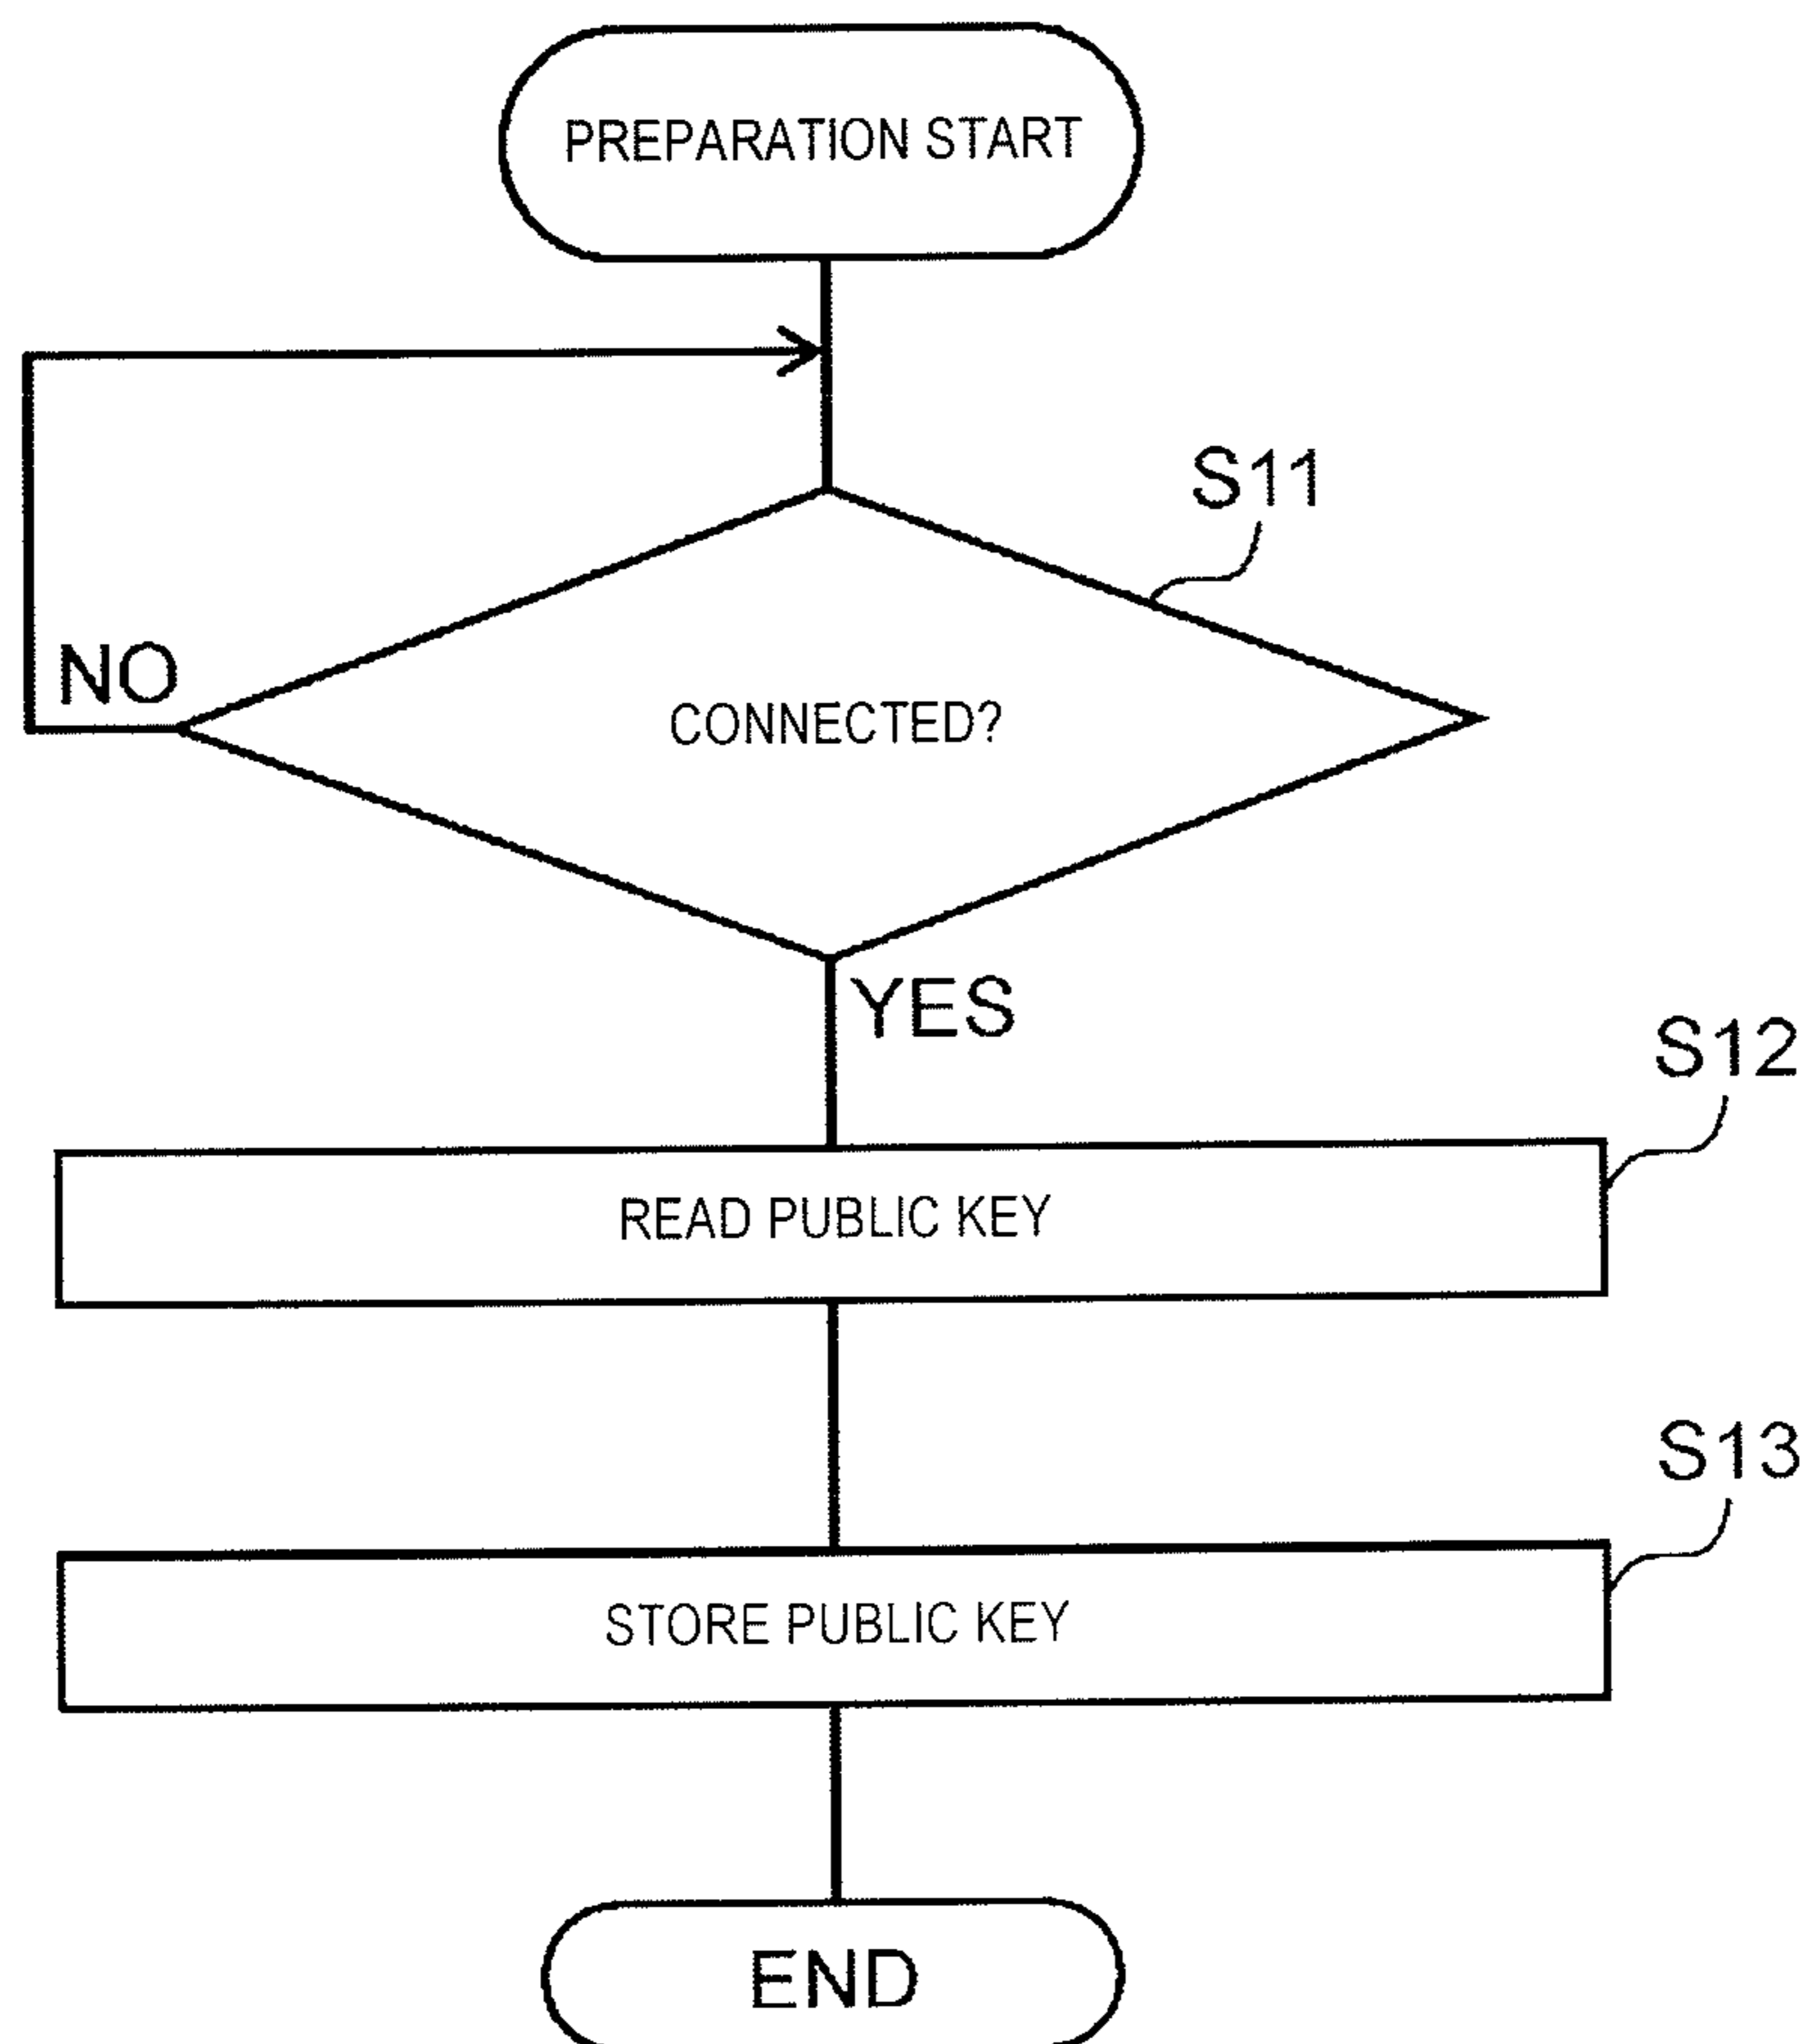 PREPARATION START
S11
NO
CONNECTED?
YES
S12
READ PUBLIC KEY
S13
STORE PUBLIC KEY
END